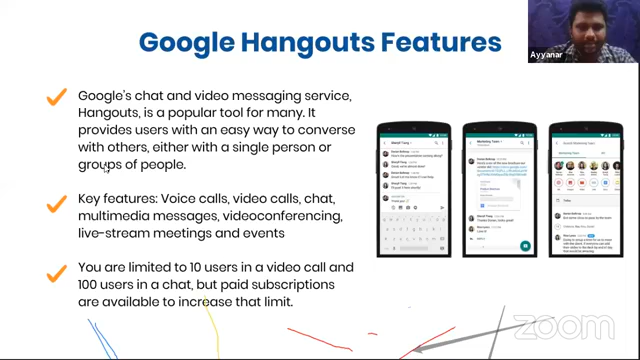 Google Hangouts Features
Ayyanar
Google's chat and video messaging service,
Hangouts, is a popular tool for many. It
provides users with an easy way to converse
with others, either with a single person or
groups of people.
Key features: Voice calls, video calls, chat,
multimedia messages, videoconferencing,
live-stream meetings and events
You are limited to 10 users in a video call and
100 users in a chat, but paid subscriptions
are available to increase that limit.
zoom